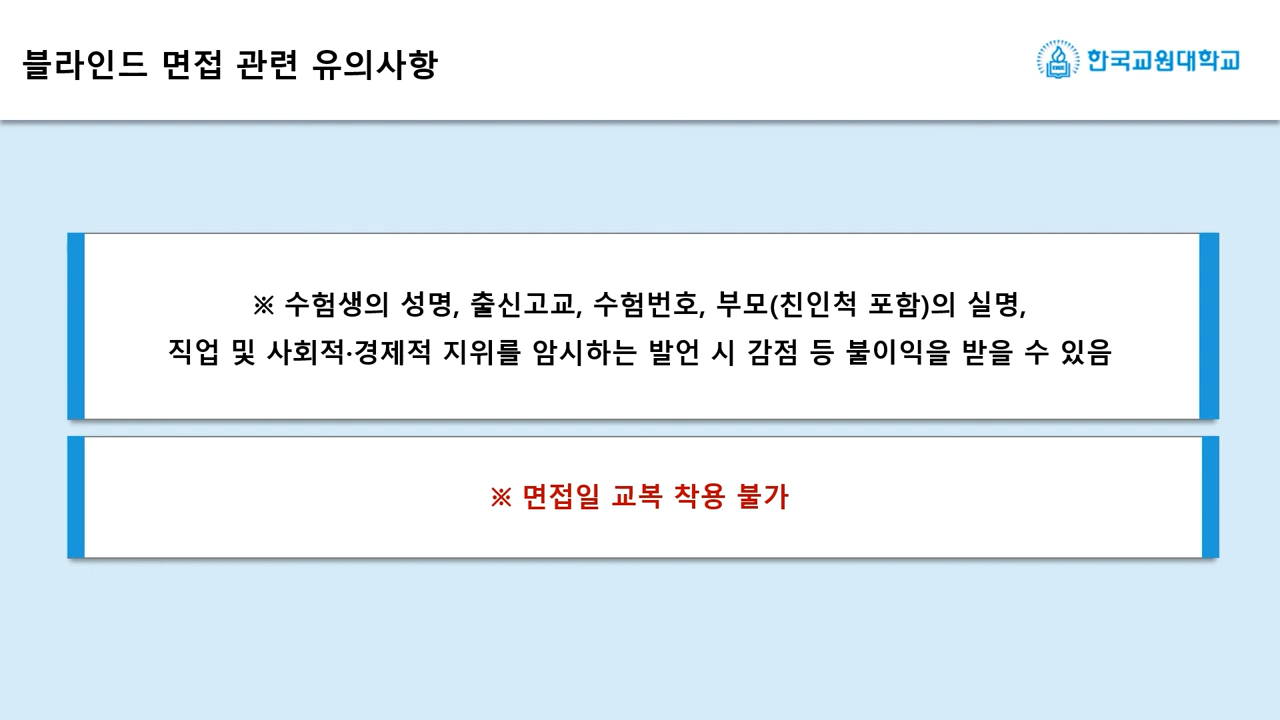 블라인드 면접 관련 유의사항
한국교원대학교
※ 수험생의 성명, 출신고교, 수험번호, 부모(친인척 포함)의 실명,
직업 및 사회적·경제적 지위를 암시하는 발언 시 감점 등 불이익을 받을 수 있음
※ 면접일 교복 착용 불가